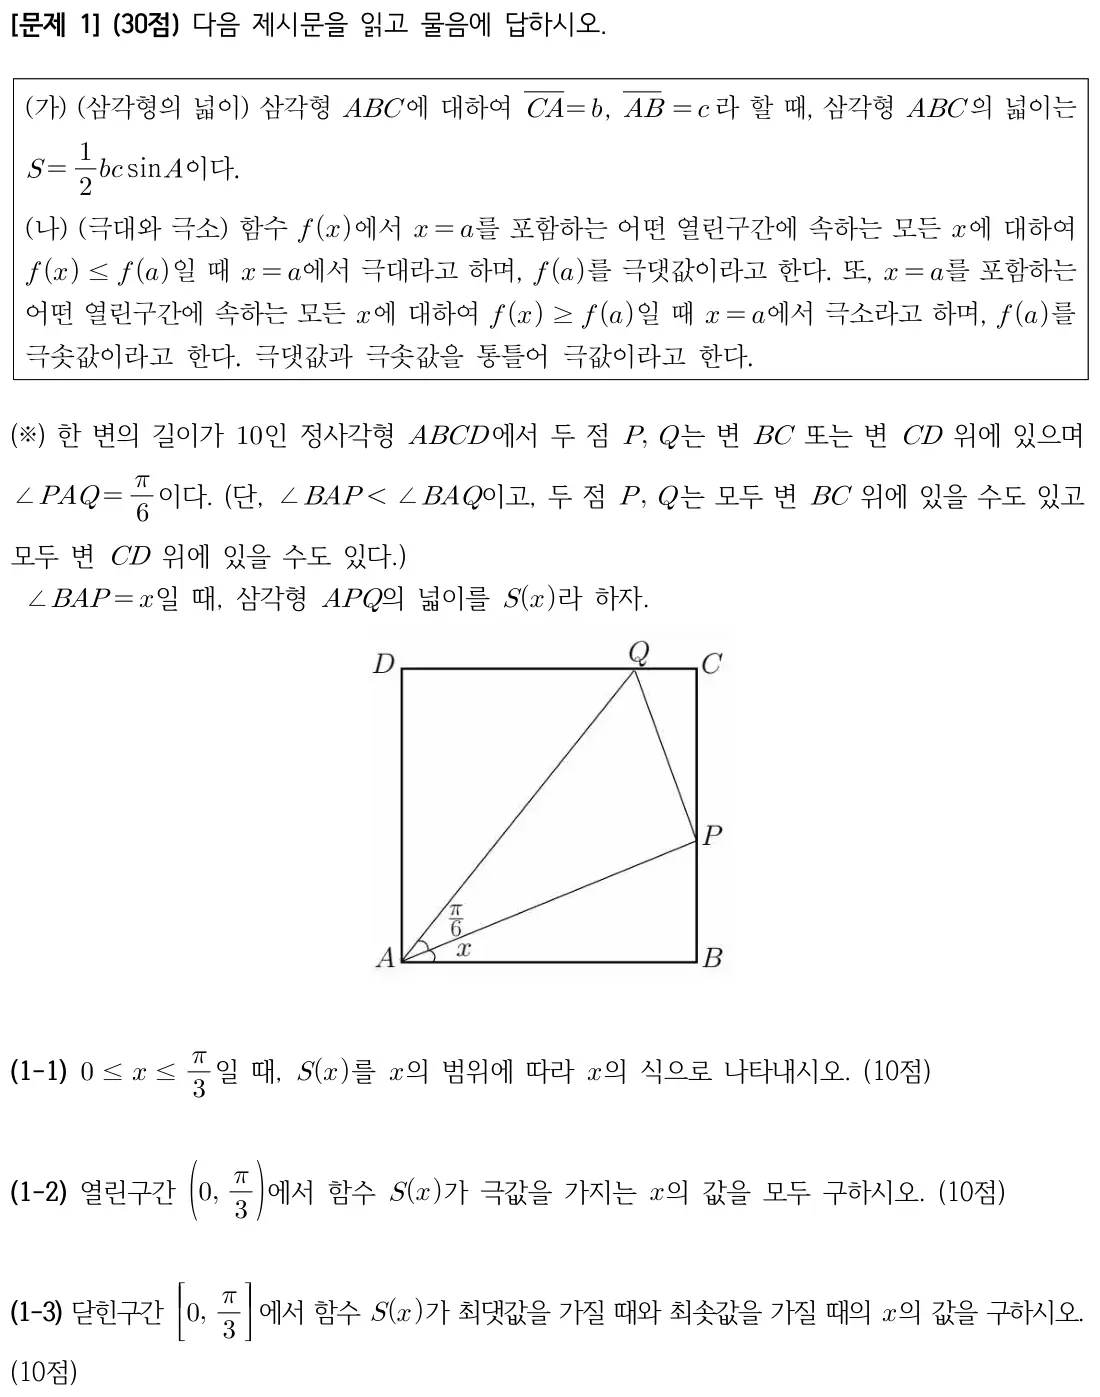 [문제 1] (30점) 다음 제시문을 읽고 물음에 답하시오.
(가) (삼각형의 넓이) 삼각형 ABC에 대하여 $\overline{CA}=b$, $\overline{AB}=c$라 할 때, 삼각형 ABC의 넓이는
$S=\frac{1}{2}bc\sin A$이다.
(나) (극대와 극소) 함수 f(x)에서 x=a를 포함하는 어떤 열린구간에 속하는 모든 x에 대하여
f(x) ≤ f(a)일 때 x=a에서 극대라고 하며, f(a)를 극댓값이라고 한다. 또, x=a를 포함하는
어떤 열린구간에 속하는 모든 x에 대하여 f(x) ≥ f(a)일 때 x=a에서 극소라고 하며, f(a)를
극솟값이라고 한다. 극댓값과 극솟값을 통틀어 극값이라고 한다.
(※) 한 변의 길이가 10인 정사각형 ABCD에서 두 점 P, Q는 변 BC 또는 변 CD 위에 있으며
∠PAQ=$\frac{\pi}{6}$이다. (단, ∠BAP < ∠BAQ이고, 두 점 P, Q는 모두 변 BC 위에 있을 수도 있고
모두 변 CD 위에 있을 수도 있다.)
∠BAP=x일 때, 삼각형 APQ의 넓이를 S(x)라 하자.
D Q C
P
$\frac{\pi}{6}$
A x B
(1-1) 0 ≤ x ≤ $\frac{\pi}{3}$일 때, S(x)를 x의 범위에 따라 x의 식으로 나타내시오. (10점)
(1-2) 열린구간 $\left(0, \frac{\pi}{3}\right)$에서 함수 S(x)가 극값을 가지는 x의 값을 모두 구하시오. (10점)
(1-3) 닫힌구간 $\left[0, \frac{\pi}{3}\right]$에서 함수 S(x)가 최댓값을 가질 때와 최솟값을 가질 때의 x의 값을 구하시오.
(10점)